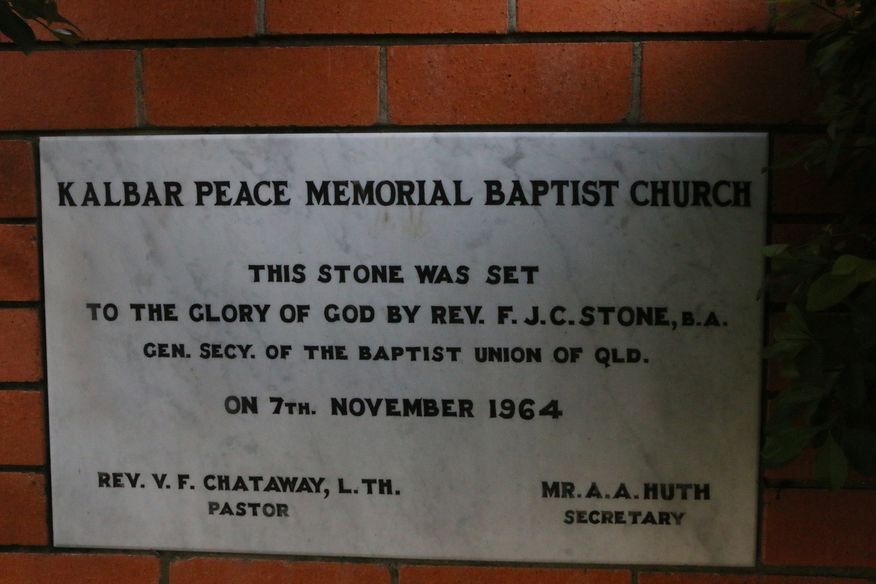 KALBAR PEACE MEMORIAL BAPTIST CHURCH
THIS STONE WAS SET
TO THE GLORY OF GOD BY REV. F. J.C. STONE, B.A.
GEN. SECY. OF THE BAPTIST UNION OF QLD.
ON 7TH. NOVEMBER 1964
REV. V. F. CHATAWAY, L.TH.
PASTOR
MR. A. A. HUTH
SECRETARY